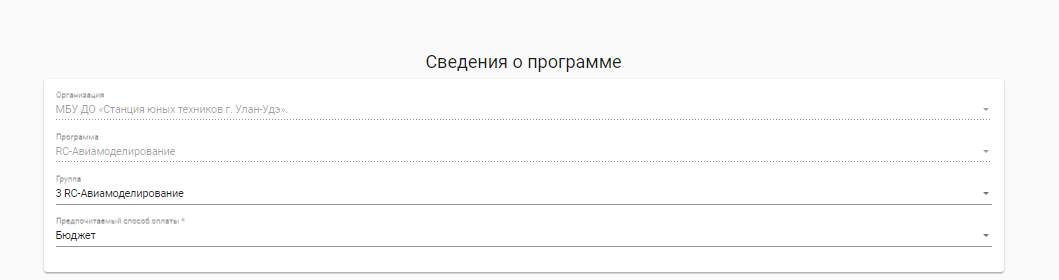 Сведения о программе
Организация
МБУ ДО «Станция юных техников г. Улан-Удэ».
Программа
RC-Авиамоделирование
Группа
3 RC-Авиамоделирование
Предпочитаемый способ оплаты *
Бюджет